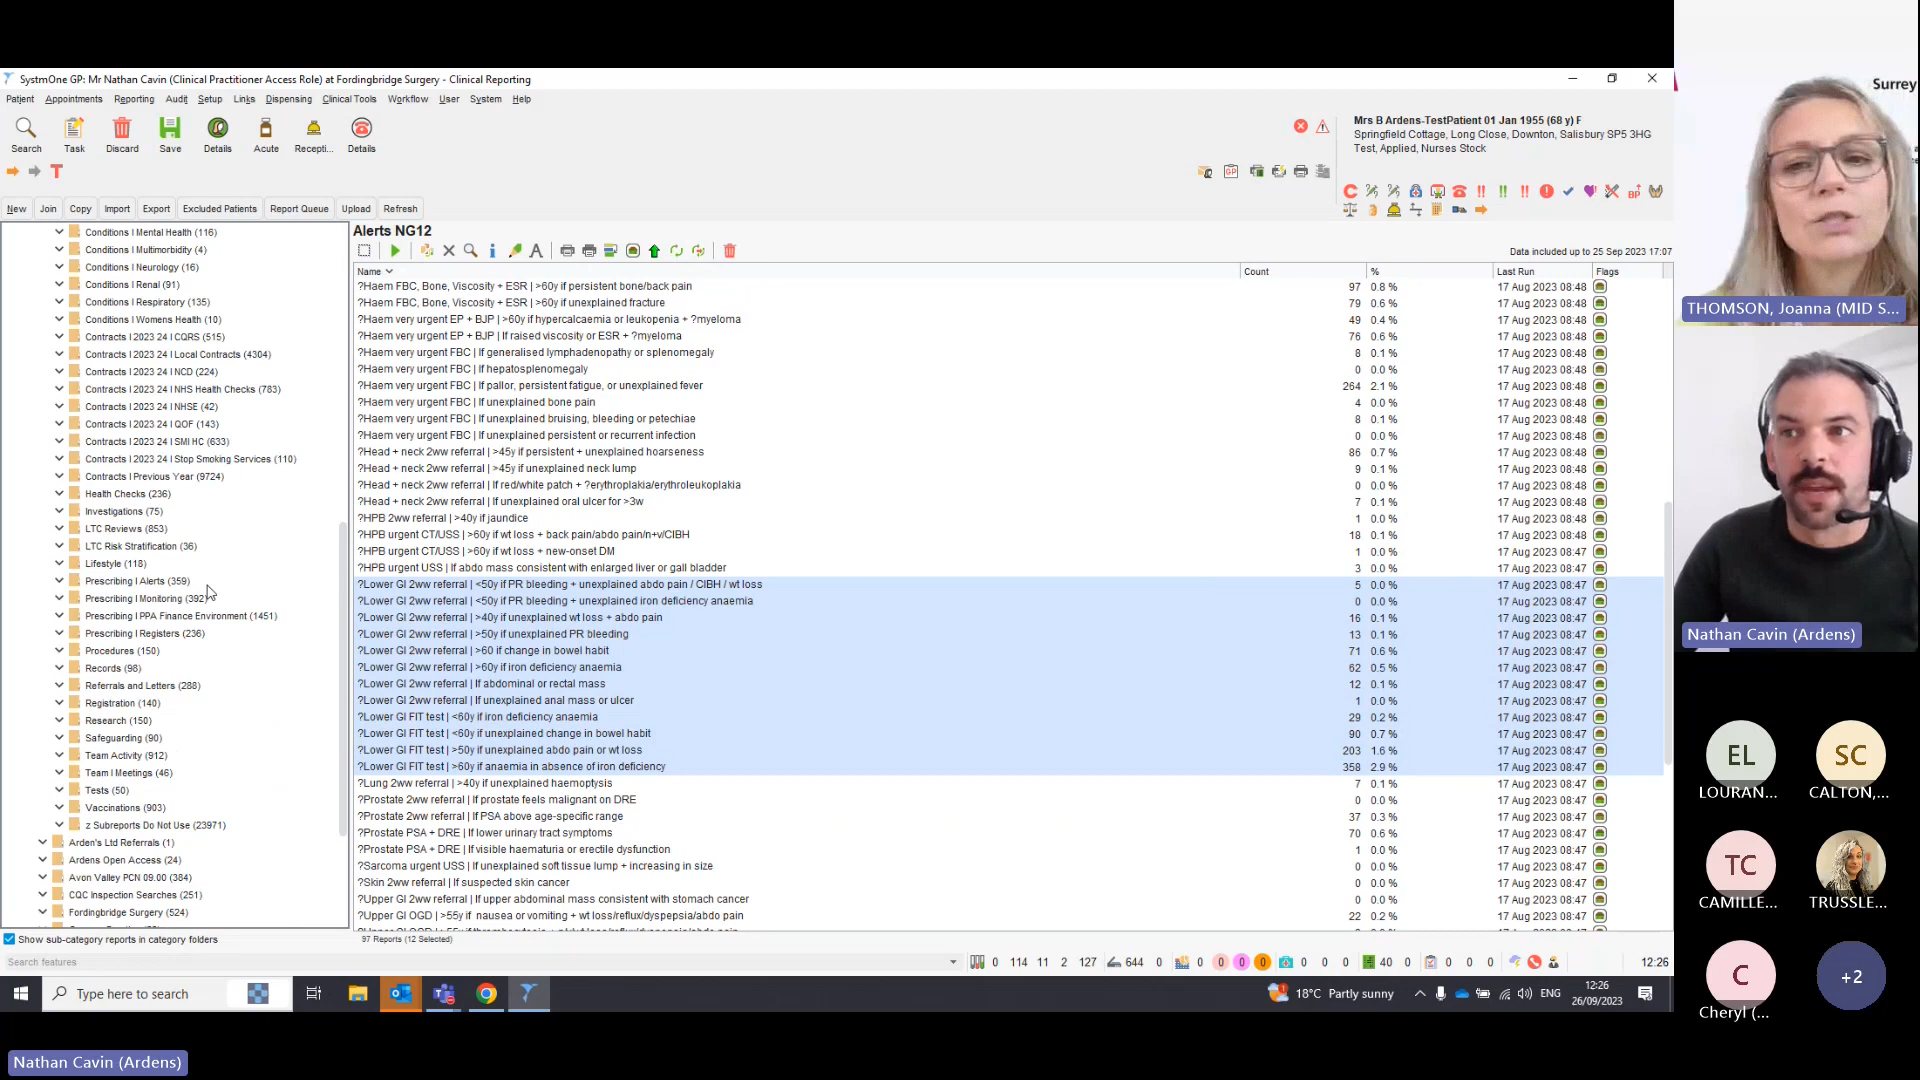 SystmOne GP: Mr Nathan Cavin (Clinical Practitioner Access Role) at Fordingbridge Surgery - Clinical Reporting
Patient Appointments Reporting Audit Setup Links Dispensing Clinical Tools Workflow User System Help
Search Task Discard Save Details Acute Recepti... Details
Mrs B Ardens-TestPatient 01 Jan 1955 (68 y) F
Springfield Cottage, Long Close, Downton, Salisbury SP5 3HG
Test, Applied, Nurses Stock
New Join Copy Import Export Excluded Patients Report Queue Upload Refresh
Conditions | Mental Health (116)
Conditions | Multimorbidity (4)
Conditions | Neurology (16)
Conditions | Renal (91)
Conditions | Respiratory (135)
Conditions | Womens Health (10)
Contracts | 2023 24 | CQRS (515)
Contracts | 2023 24 | Local Contracts (4304)
Contracts | 2023 24 | NCD (224)
Contracts | 2023 24 | NHS Health Checks (783)
Contracts | 2023 24 | NHSE (42)
Contracts | 2023 24 | QOF (143)
Contracts | 2023 24 | SMI HC (633)
Contracts | 2023 24 | Stop Smoking Services (110)
Contracts | Previous Year (9724)
Health Checks (236)
Investigations (75)
LTC Reviews (853)
LTC Risk Stratification (36)
Lifestyle (118)
Prescribing | Alerts (359)
Prescribing | Monitoring (392)
Prescribing | PPA Finance Environment (1451)
Prescribing | Registers (236)
Procedures (150)
Records (98)
Referrals and Letters (288)
Registration (140)
Research (150)
Safeguarding (90)
Team Activity (912)
Team | Meetings (46)
Tests (50)
Vaccinations (903)
z Subreports Do Not Use (23971)
Arden's Ltd Referrals (1)
Ardens Open Access (24)
Avon Valley PCN 09.00 (384)
CQC Inspection Searches (251)
Fordingbridge Surgery (524)
Show sub-category reports in category folders
Alerts NG12
Data included up to 25 Sep 2023 17:07
Name Count % Last Run Flags
?Haem FBC, Bone, Viscosity + ESR | >60y if persistent bone/back pain 97 0.8 % 17 Aug 2023 08:48
?Haem FBC, Bone, Viscosity + ESR | >60y if unexplained fracture 79 0.6 % 17 Aug 2023 08:48
?Haem very urgent EP + BJP | >60y if hypercalcaemia or leukopenia + ?myeloma 49 0.4 % 17 Aug 2023 08:48
?Haem very urgent EP + BJP | If raised viscosity or ESR + ?myeloma 76 0.6 % 17 Aug 2023 08:48
?Haem very urgent FBC | If generalised lymphadenopathy or splenomegaly 8 0.1 % 17 Aug 2023 08:48
?Haem very urgent FBC | If hepatosplenomegaly 0 0.0 % 17 Aug 2023 08:48
?Haem very urgent FBC | If pallor, persistent fatigue, or unexplained fever 264 2.1 % 17 Aug 2023 08:48
?Haem very urgent FBC | If unexplained bone pain 4 0.0 % 17 Aug 2023 08:48
?Haem very urgent FBC | If unexplained bruising, bleeding or petechiae 8 0.1 % 17 Aug 2023 08:48
?Haem very urgent FBC | If unexplained persistent or recurrent infection 0 0.0 % 17 Aug 2023 08:48
?Head + neck 2ww referral | >45y if persistent + unexplained hoarseness 86 0.7 % 17 Aug 2023 08:48
?Head + neck 2ww referral | >45y if unexplained neck lump 9 0.1 % 17 Aug 2023 08:48
?Head + neck 2ww referral | If red/white patch + ?erythroplakia/erythroleukoplakia 0 0.0 % 17 Aug 2023 08:48
?Head + neck 2ww referral | If unexplained oral ulcer for >3w 7 0.1 % 17 Aug 2023 08:48
?HPB 2ww referral | >40y if jaundice 1 0.0 % 17 Aug 2023 08:48
?HPB urgent CT/USS | >60y if wt loss + back pain/abdo pain/n+v/CIBH 18 0.1 % 17 Aug 2023 08:48
?HPB urgent CT/USS | >60y if wt loss + new-onset DM 1 0.0 % 17 Aug 2023 08:47
?HPB urgent USS | If abdo mass consistent with enlarged liver or gall bladder 3 0.0 % 17 Aug 2023 08:48
?Lower GI 2ww referral | <50y if PR bleeding + unexplained abdo pain / CIBH / wt loss 5 0.0 % 17 Aug 2023 08:47
?Lower GI 2ww referral | <50y if PR bleeding + unexplained iron deficiency anaemia 0 0.0 % 17 Aug 2023 08:47
?Lower GI 2ww referral | >40y if unexplained wt loss + abdo pain 16 0.1 % 17 Aug 2023 08:47
?Lower GI 2ww referral | >50y if unexplained PR bleeding 13 0.1 % 17 Aug 2023 08:47
?Lower GI 2ww referral | >60 if change in bowel habit 71 0.6 % 17 Aug 2023 08:47
?Lower GI 2ww referral | >60y if iron deficiency anaemia 62 0.5 % 17 Aug 2023 08:47
?Lower GI 2ww referral | If abdominal or rectal mass 12 0.1 % 17 Aug 2023 08:47
?Lower GI 2ww referral | If unexplained anal mass or ulcer 1 0.0 % 17 Aug 2023 08:47
?Lower GI FIT test | <60y if iron deficiency anaemia 29 0.2 % 17 Aug 2023 08:47
?Lower GI FIT test | <60y if unexplained change in bowel habit 90 0.7 % 17 Aug 2023 08:47
?Lower GI FIT test | >50y if unexplained abdo pain or wt loss 203 1.6 % 17 Aug 2023 08:47
?Lower GI FIT test | >60y if anaemia in absence of iron deficiency 358 2.9 % 17 Aug 2023 08:47
?Lung 2ww referral | >40y if unexplained haemoptysis 7 0.1 % 17 Aug 2023 08:47
?Prostate 2ww referral | If prostate feels malignant on DRE 0 0.0 % 17 Aug 2023 08:47
?Prostate 2ww referral | If PSA above age-specific range 37 0.3 % 17 Aug 2023 08:47
?Prostate PSA + DRE | If lower urinary tract symptoms 70 0.6 % 17 Aug 2023 08:47
?Prostate PSA + DRE | If visible haematuria or erectile dysfunction 1 0.0 % 17 Aug 2023 08:47
?Sarcoma urgent USS | If unexplained soft tissue lump + increasing in size 0 0.0 % 17 Aug 2023 08:47
?Skin 2ww referral | If suspected skin cancer 0 0.0 % 17 Aug 2023 08:47
?Upper GI 2ww referral | If upper abdominal mass consistent with stomach cancer 0 0.0 % 17 Aug 2023 08:47
?Upper GI OGD | >55y if nausea or vomiting + wt loss/reflux/dyspepsia/abdo pain 22 0.2 % 17 Aug 2023 08:47
97 Reports (12 Selected)
Search features
0 114 11 2 127 644 0 0 0 0 0 0 0 0 40 0 0 0 0 12:26
Type here to search
18°C Partly sunny ENG 12:26
26/09/2023
Nathan Cavin (Ardens)
Surrey
THOMSON, Joanna (MID S...
Nathan Cavin (Ardens)
EL SC
LOURAN... CALTON,...
TC
CAMILLE... TRUSSLE...
C +2
Cheryl (...